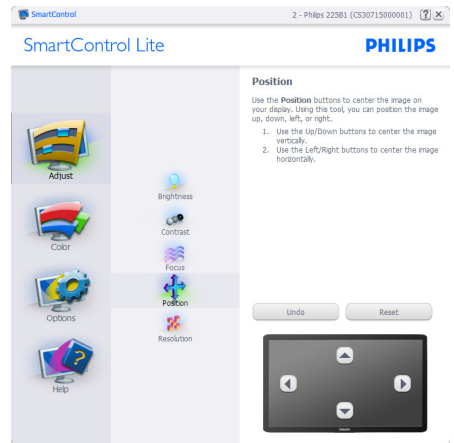 SmartControl
2 - Philips 225B1 (CS30715000001)
?
SmartControl Lite
PHILIPS
Adjust
Color
Options
Help
Brightness
Contrast
Focus
Position
Resolution
Position
Use the Position buttons to center the image on
your display. Using this tool, you can position the image
up, down, left, or right.
1. Use the Up/Down buttons to center the image
vertically.
2. Use the Left/Right buttons to center the image
horizontally.
Undo
Reset
PHILIPS